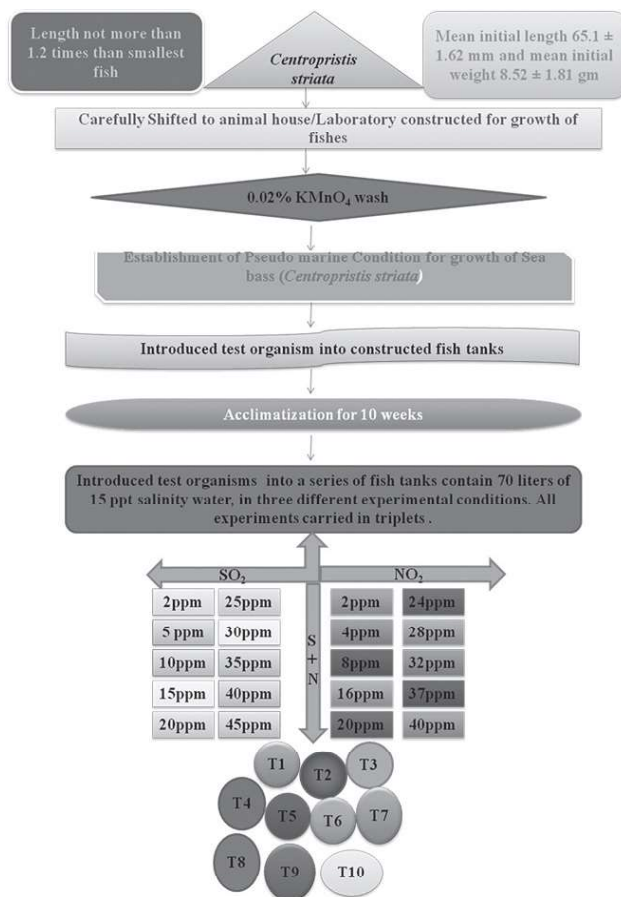 Length not more than
1.2 times than smallest
fish
Centropristis
striata
Mean initial length 65.1 ±
1.62 mm and mean initial
weight 8.52 ± 1.81 gm
Carefully Shifted to animal house/Laboratory constructed for growth of
fishes
0.02% KMnO4 wash
Establishment of Pseudo marine Condition for growth of Sea
bass (Centropristis striata)
Introduced test organism into constructed fish tanks
Acclimatization for 10 weeks
Introduced test organisms into a series of fish tanks contain 70 liters of
15 ppt salinity water, in three different experimental conditions. All
experiments carried in triplets .
SO2
NO2
S
+
N
2ppm 25ppm
5 ppm 30ppm
10ppm 35ppm
15ppm 40ppm
20ppm 45ppm
2ppm 24ppm
4ppm 28ppm
8ppm 32ppm
16ppm 37ppm
20ppm 40ppm
T1 T2 T3
T4 T5 T6 T7
T8 T9 T10